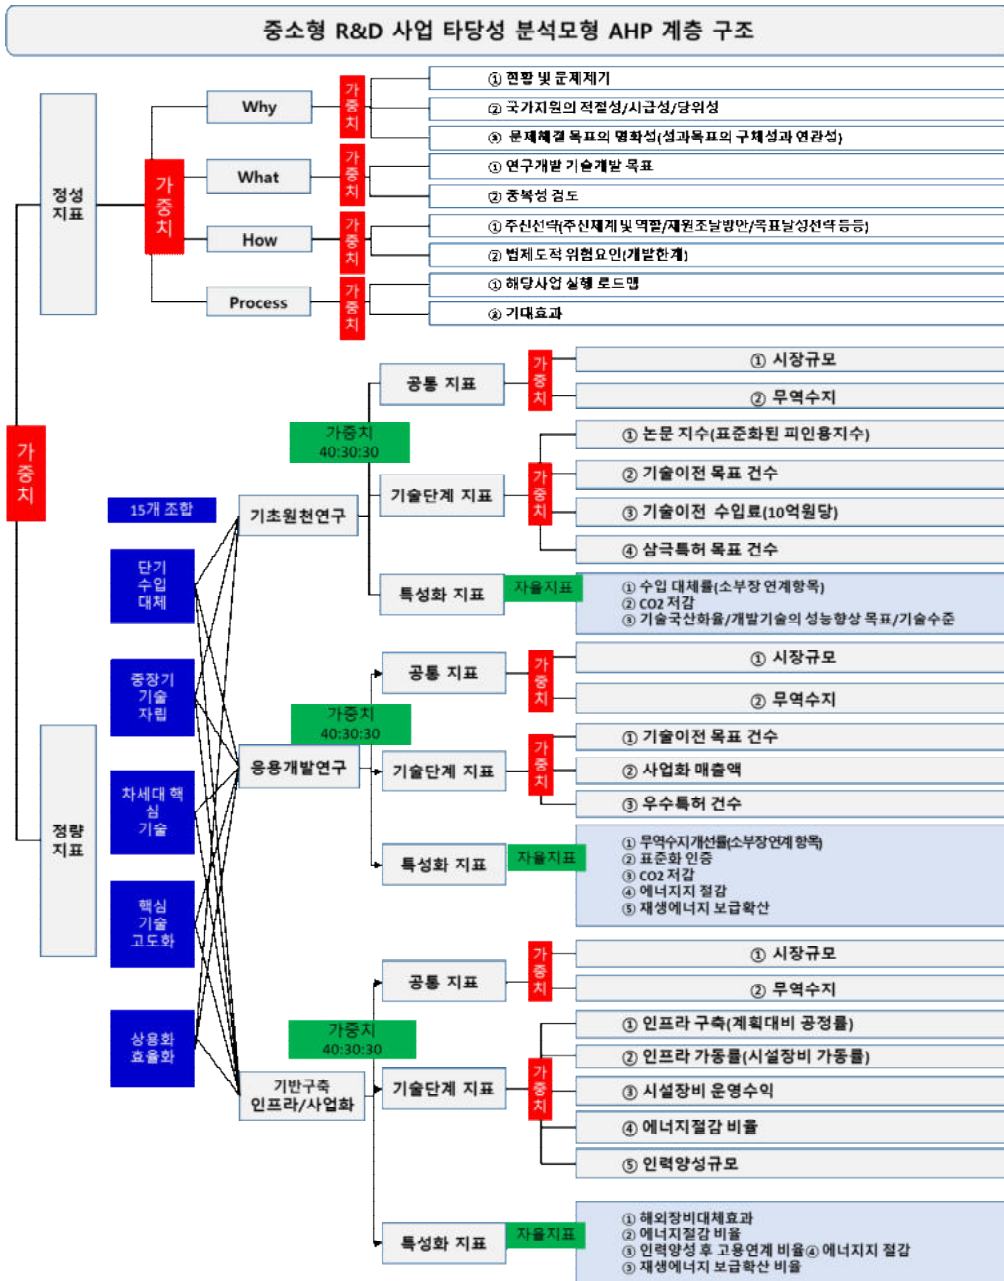 중소형 R&D 사업 타당성 분석모형 AHP 계층 구조
정성
지표
가
중
치
Why
가
중
치
① 현황 및 문제제기
② 국가지원의 적절성/시급성/당위성
③ 문제해결 목표의 명확성(성과목표의 구체성과 연관성)
What
가
중
치
① 연구개발 기술개발 목표
② 중복성 검토
How
가
중
치
① 추진전략(추진체계 및 역할/재원조달방안/목표달성전략 등등)
② 법제도적 위험요인(개발한계)
Process
가
중
치
① 해당사업 실행 로드맵
② 기대효과
가
중
치
정량
지표
15개 조합
단기
수입
대체
중장기
기술
자립
차세대 핵
심
기술
핵심
기술
고도화
상용화
효율화
기초원천연구
가중치
40:30:30
공통 지표
가
중
치
① 시장규모
② 무역수지
기술단계 지표
가
중
치
① 논문 지수(표준화된 피인용지수)
② 기술이전 목표 건수
③ 기술이전 수입료(10억원당)
④ 삼극특허 목표 건수
특성화 지표
자율지표
① 수입 대체률(소부장 연계항목)
② CO2 저감
③ 기술국산화율/개발기술의 성능향상 목표/기술수준
응용개발연구
가중치
40:30:30
공통 지표
가
중
치
① 시장규모
② 무역수지
기술단계 지표
가
중
치
① 기술이전 목표 건수
② 사업화 매출액
③ 우수특허 건수
특성화 지표
자율지표
① 무역수지개선률(소부장연계 항목)
② 표준화 인증
③ CO2 저감
④ 에너지지 절감
⑤ 재생에너지 보급확산
기반구축
인프라/사업화
가중치
40:30:30
공통 지표
가
중
치
① 시장규모
② 무역수지
기술단계 지표
가
중
치
① 인프라 구축(계획대비 공정률)
② 인프라 가동률(시설장비 가동률)
③ 시설장비 운영수익
④ 에너지절감 비율
⑤ 인력양성규모
특성화 지표
자율지표
① 해외장비대체효과
② 에너지절감 비율
③ 인력양성 후 고용연계 비율④ 에너지지 절감
⑤ 재생에너지 보급확산 비율